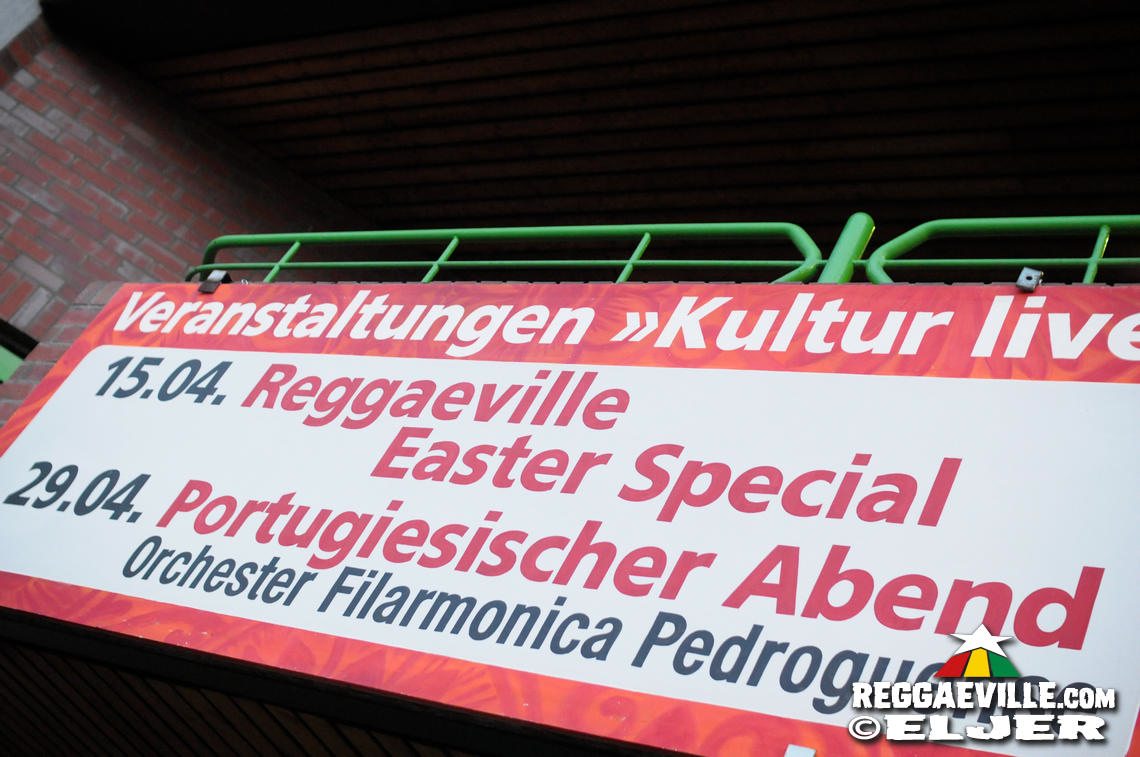 Veranstaltungen »Kultur live
15.04. Reggaeville
Easter Special
29.04. Portugiesischer Abend
Orchester Filarmonica
REGGAEVILLE.COM
©ELJER